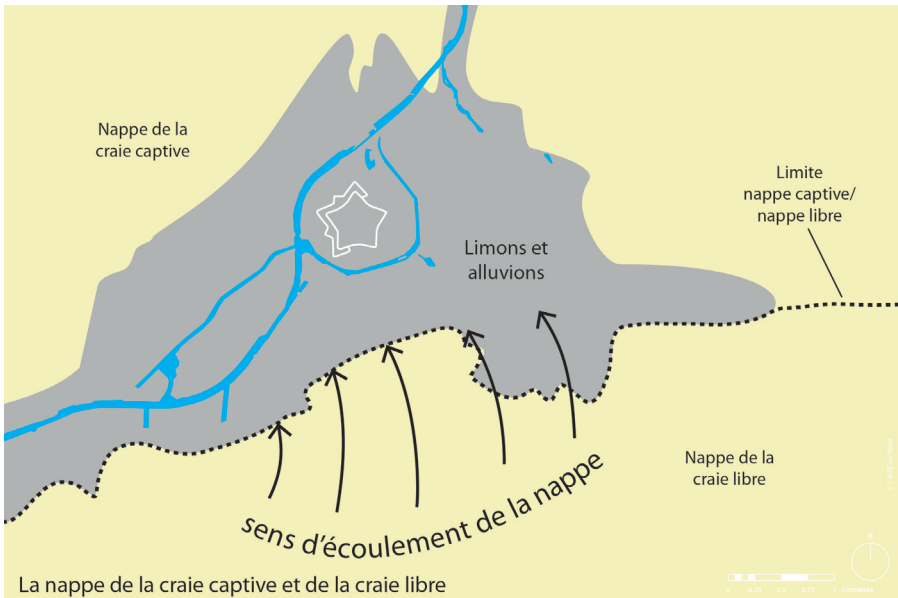 Nappe de la
craie captive
Limite
nappe captive/
nappe libre
Limons et
alluvions
Nappe de la
craie libre
sens d'écoulement de la nappe
La nappe de la craie captive et de la craie libre
N
Kilomètres